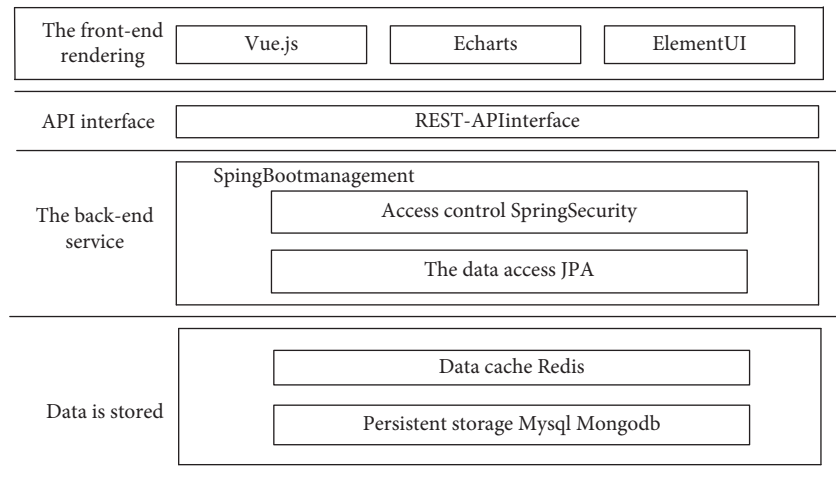 The front-end
rendering
Vue.js
Echarts
ElementUI
API interface
REST-APIinterface
SpingBootmanagement
Access control SpringSecurity
The back-end
service
The data access JPA
Data cache Redis
Data is stored
Persistent storage Mysql Mongodb